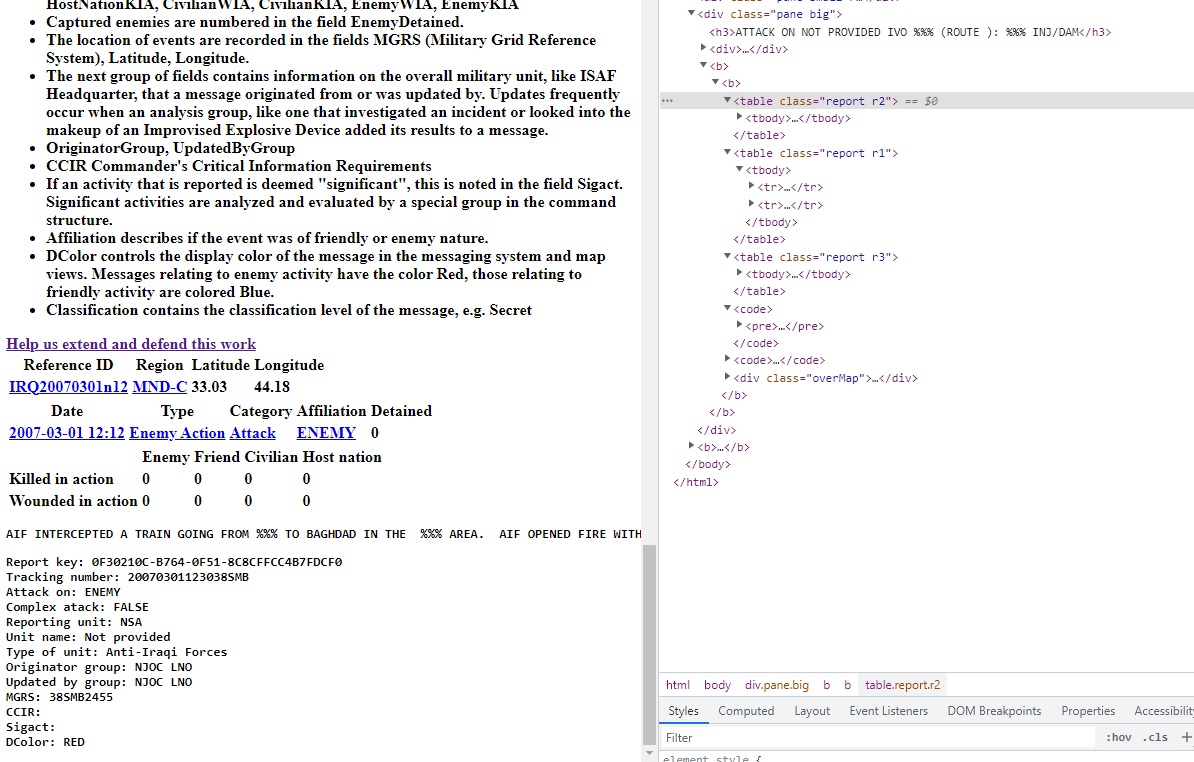 HostNationKIA, CivilianWIA, CivilianKIA, EnemyWIA, EnemyKIA
Captured enemies are numbered in the field EnemyDetained.
The location of events are recorded in the fields MGRS (Military Grid Reference
System), Latitude, Longitude.
The next group of fields contains information on the overall military unit, like ISAF
Headquarter, that a message originated from or was updated by. Updates frequently
occur when an analysis group, like one that investigated an incident or looked into the
makeup of an Improvised Explosive Device added its results to a message.
OriginatorGroup, UpdatedByGroup
CCIR Commander's Critical Information Requirements
If an activity that is reported is deemed "significant", this is noted in the field Sigact.
Significant activities are analyzed and evaluated by a special group in the command
structure.
Affiliation describes if the event was of friendly or enemy nature.
DColor controls the display color of the message in the messaging system and map
views. Messages relating to enemy activity have the color Red, those relating to
friendly activity are colored Blue.
Classification contains the classification level of the message, e.g. Secret
Help us extend and defend this work
Reference ID Region Latitude Longitude
IRQ20070301n12 MND-C 33.03 44.18
Date Type Category Affiliation Detained
2007-03-01 12:12 Enemy Action Attack ENEMY 0
Enemy Friend Civilian Host nation
Killed in action 0 0 0 0
Wounded in action 0 0 0 0
AIF INTERCEPTED A TRAIN GOING FROM %%% TO BAGHDAD IN THE %%% AREA. AIF OPENED FIRE WITH
Report key: 0F30210C-B764-0F51-8C8CFFCC4B7FDCF0
Tracking number: 20070301123038SMB
Attack on: ENEMY
Complex atack: FALSE
Reporting unit: NSA
Unit name: Not provided
Type of unit: Anti-Iraqi Forces
Originator group: NJOC LNO
Updated by group: NJOC LNO
MGRS: 38SMB2455
CCIR:
Sigact:
DColor: RED
<div class="pane big">
<h3>ATTACK ON NOT PROVIDED IVO %%% (ROUTE ): %%% INJ/DAM</h3>
<div>…</div>
<b>
<b>
<table class="report r2"> == $0
<tbody>…</tbody>
</table>
<table class="report r1">
<tbody>
<tr>…</tr>
<tr>…</tr>
</tbody>
</table>
<table class="report r3">
<tbody>…</tbody>
</table>
<code>
<pre>…</pre>
</code>
<code>…</code>
<div class="overMap">…</div>
</b>
</b>
</div>
<b>…</b>
</body>
</html>
html body div.pane.big b b table.report.r2
Styles Computed Layout Event Listeners DOM Breakpoints Properties Accessibility
Filter :hov .cls +
element.style {